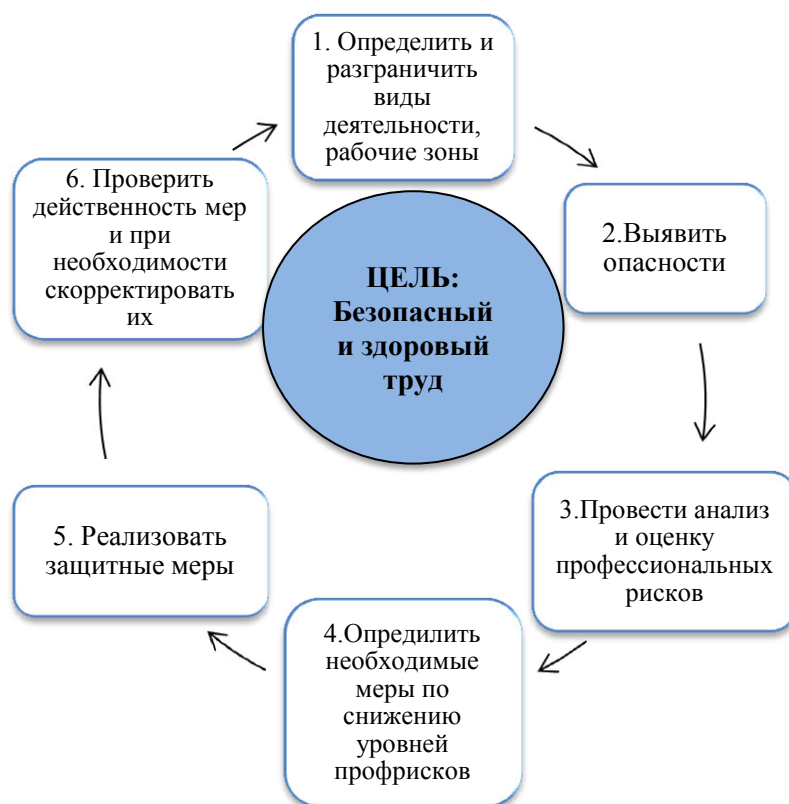 1. Определить и
разграничить
виды
деятельности,
рабочие зоны
2.Выявить
опасности
3.Провести анализ
и оценку
профессиональных
рисков
4.Опредилить
необходимые
меры по
снижению
уровней
профрисков
5. Реализовать
защитные меры
6. Проверить
действенность мер
и при
необходимости
скорректировать
их
ЦЕЛЬ:
Безопасный
и здоровый
труд